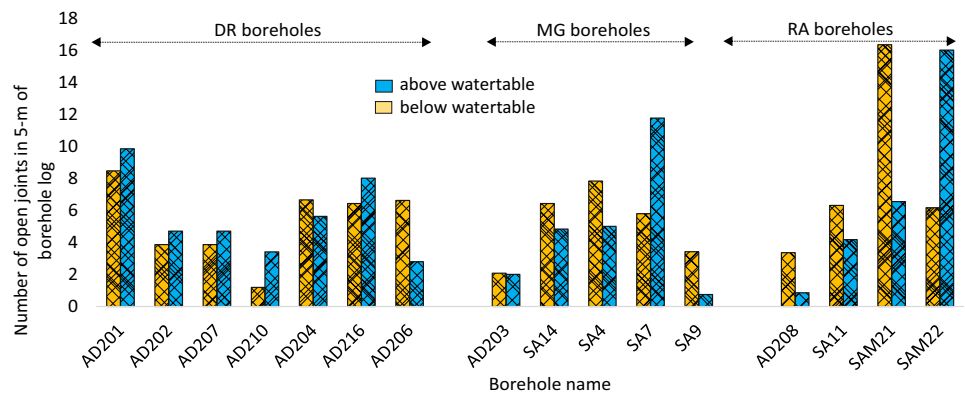 DR boreholes
MG boreholes
RA boreholes
above watertable
below watertable
Number of open joints in 5-m of
borehole log
18
16
14
12
10
8
6
4
2
0
AD201
AD202
AD207
AD210
AD204
AD216
AD206
AD203
SA14
SA4
SA7
SA9
AD208
SA11
SAM21
SAM22
Borehole name